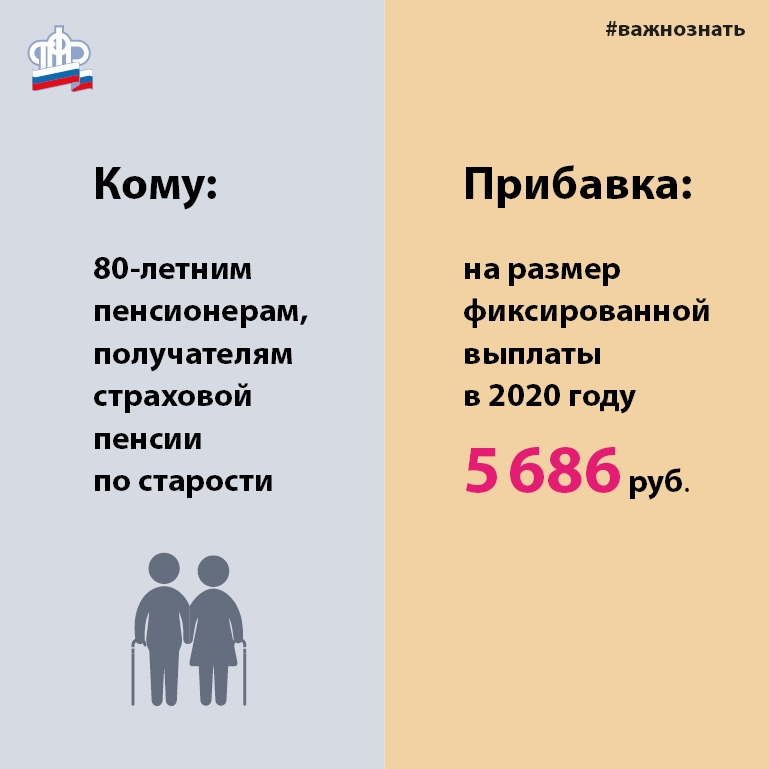 #важнознать
Кому:
80-летним
пенсионерам,
получателям
страховой
пенсии
по старости
Прибавка:
на размер
фиксированной
выплаты
в 2020 году
5 686 руб.